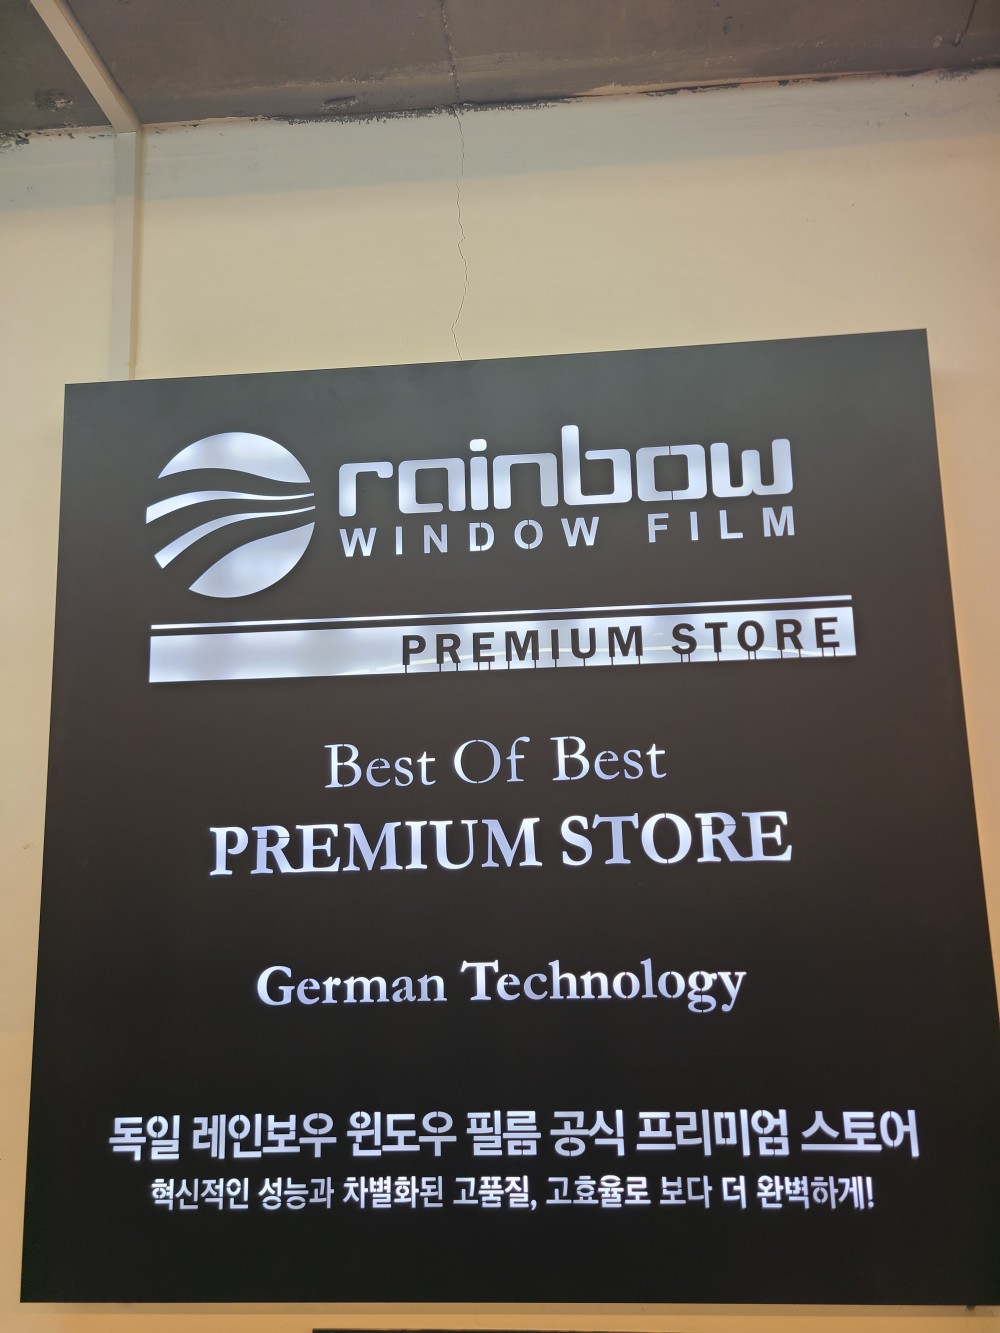 rainbow
WINDOW FILM
PREMIUM STORE
Best Of Best
PREMIUM STORE
German Technology
독일 레인보우 윈도우 필름 공식 프리미엄 스토어
혁신적인 성능과 차별화된 고품질, 고효율로 보다 더 완벽하게!